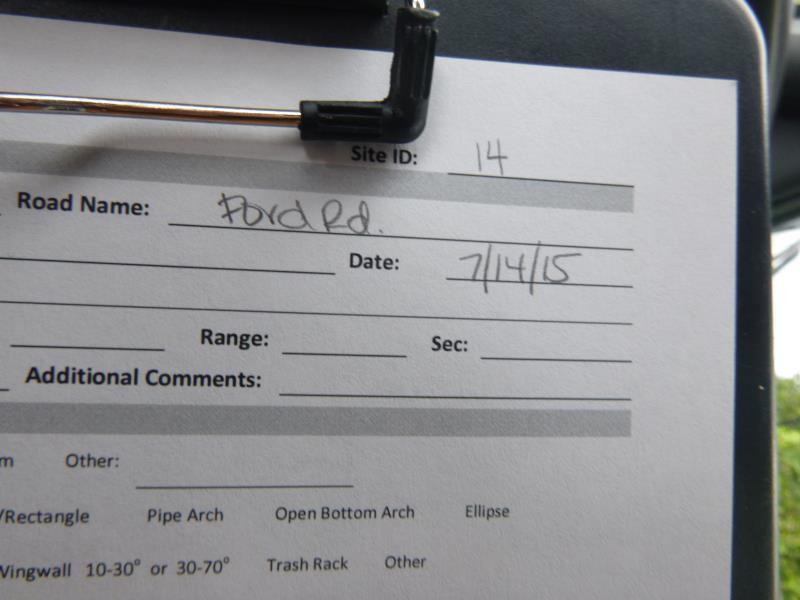 Site ID: 14
Road Name: Ford Rd.
Date: 7/14/15
Range: Sec:
Additional Comments:
m Other:
/Rectangle Pipe Arch Open Bottom Arch Ellipse
Wingwall 10-30° or 30-70° Trash Rack Other